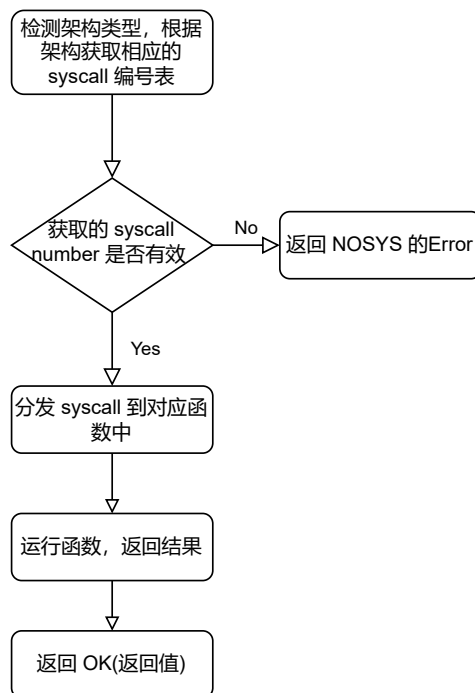 检测架构类型，根据
架构获取相应的
syscall 编号表
获取的 syscall
number 是否有效
No
返回 NOSYS 的Error
Yes
分发 syscall 到对应函
数中
运行函数，返回结果
返回 OK(返回值)